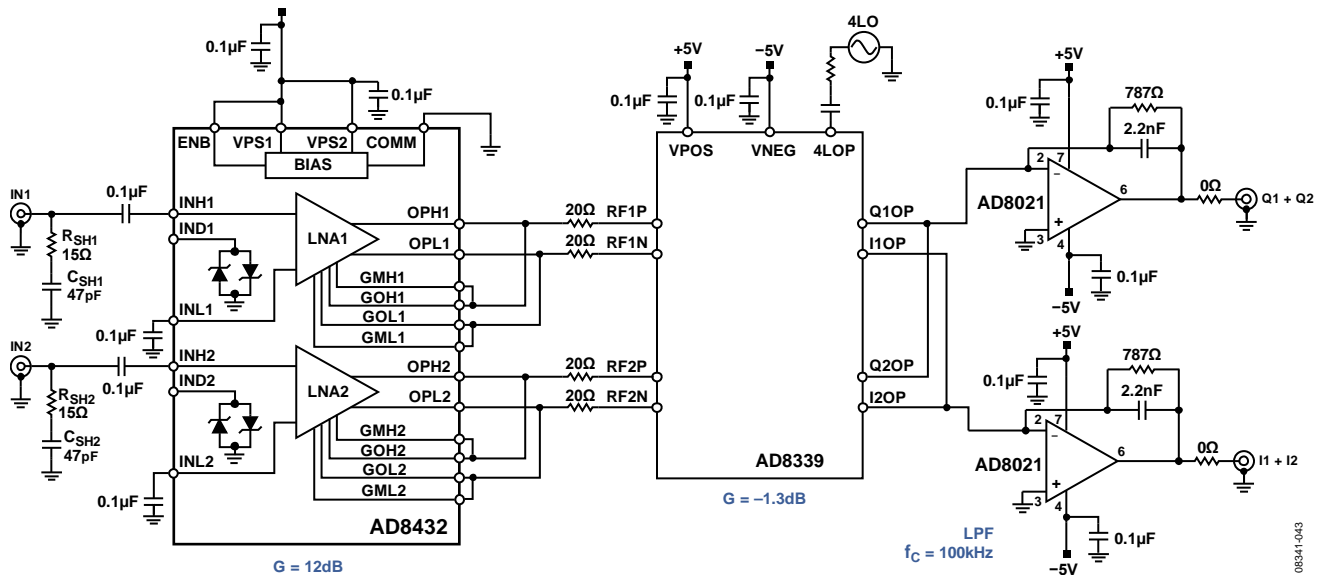 4LO
0.1µF
0.1µF
+5V
−5V
0.1µF
0.1µF
+5V
0.1µF
787Ω
2.2nF
ENB
VPS1
VPS2
COMM
BIAS
VPOS
VNEG
4LOP
IN1
0.1µF
INH1
IND1
RSH1
15Ω
CSH1
47pF
INL1
0.1µF
LNA1
OPH1
OPL1
GMH1
GOH1
GOL1
GML1
20Ω
RF1P
20Ω
RF1N
Q1OP
I1OP
2
7
−
AD8021
6
+
3
4
0Ω
Q1 + Q2
0.1µF
−5V
IN2
0.1µF
INH2
IND2
RSH2
15Ω
CSH2
47pF
INL2
0.1µF
LNA2
OPH2
OPL2
GMH2
GOH2
GOL2
GML2
AD8432
G = 12dB
20Ω
RF2P
20Ω
RF2N
Q2OP
I2OP
AD8339
G = −1.3dB
+5V
0.1µF
787Ω
2.2nF
2
7
−
AD8021
6
+
3
4
0Ω
I1 + I2
0.1µF
−5V
LPF
fC = 100kHz
08341-043